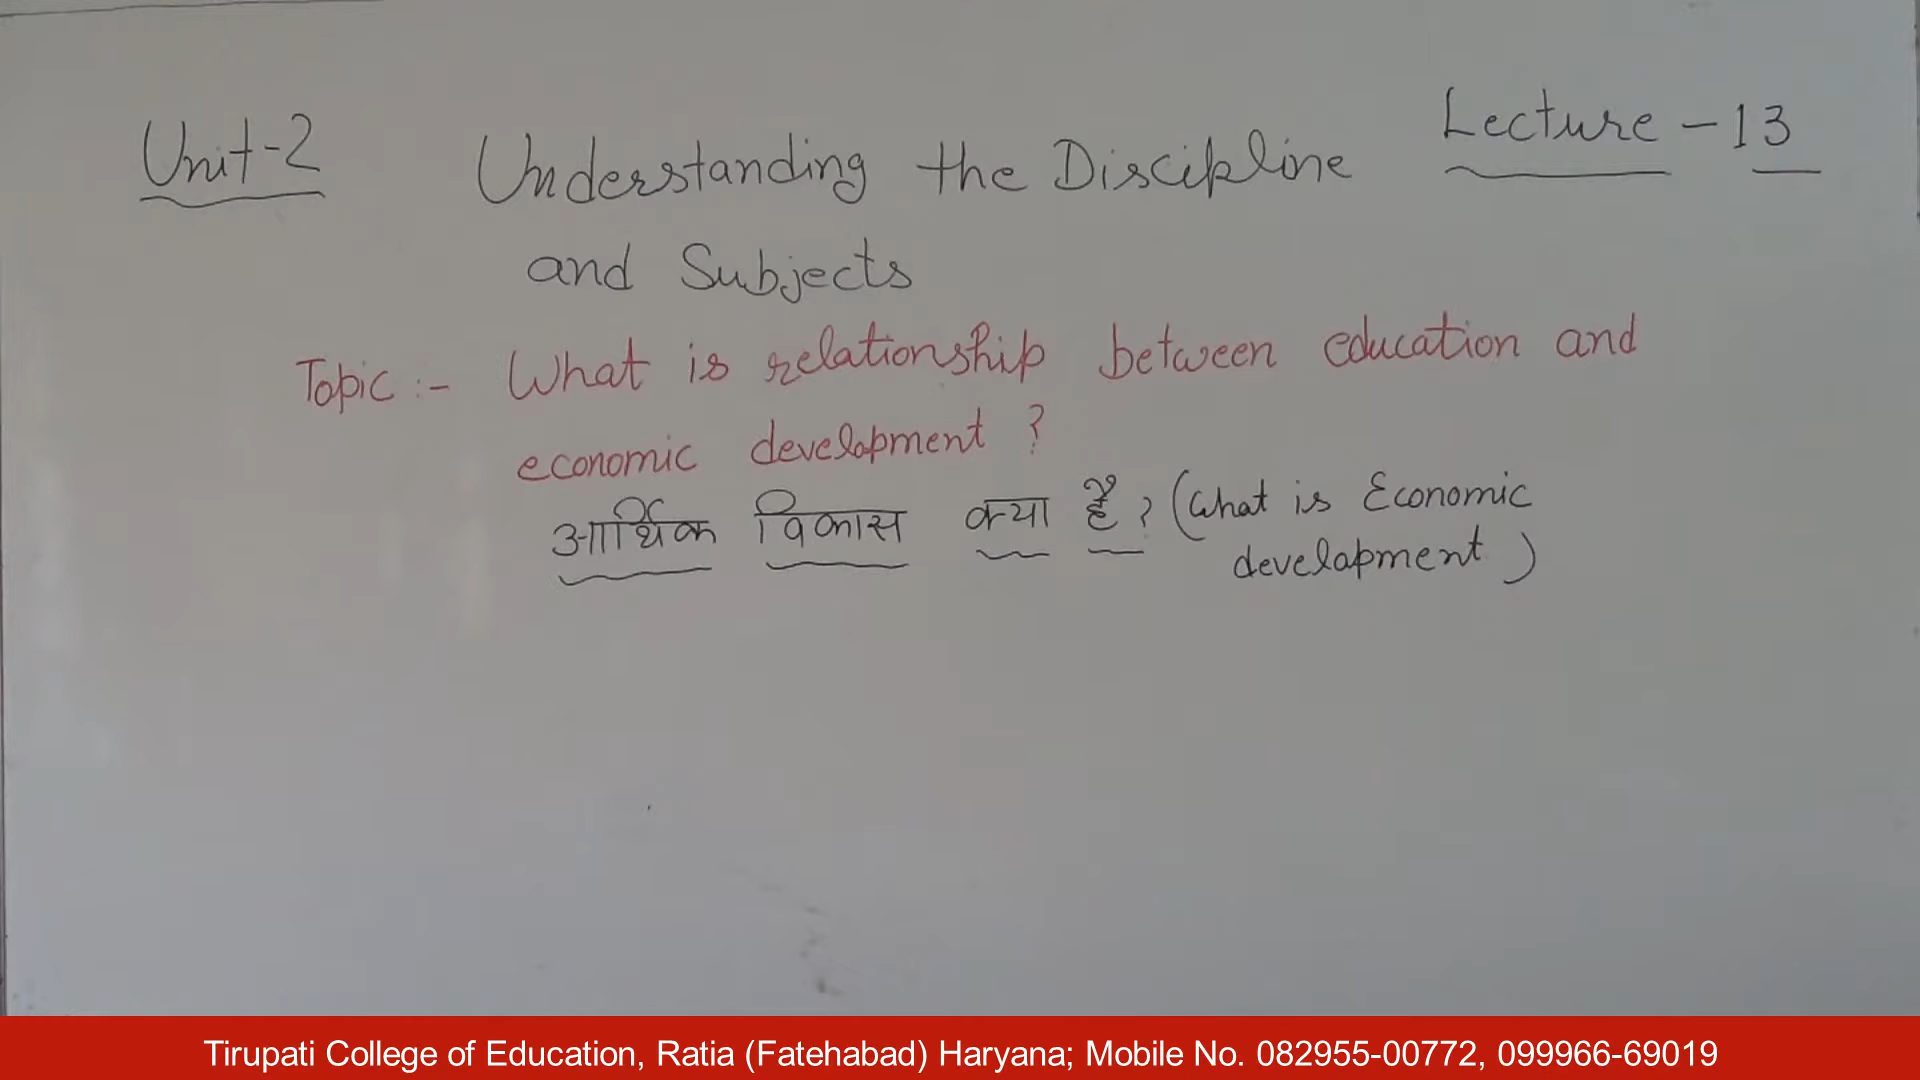 Unit-2
Understanding the Discipline
Lecture - 13
and Subjects
Topic :- What is relationship between education and
economic development ?
आर्थिक विकास क्या है ? (What is Economic
development )
Tirupati College of Education, Ratia (Fatehabad) Haryana; Mobile No. 082955-00772, 099966-69019